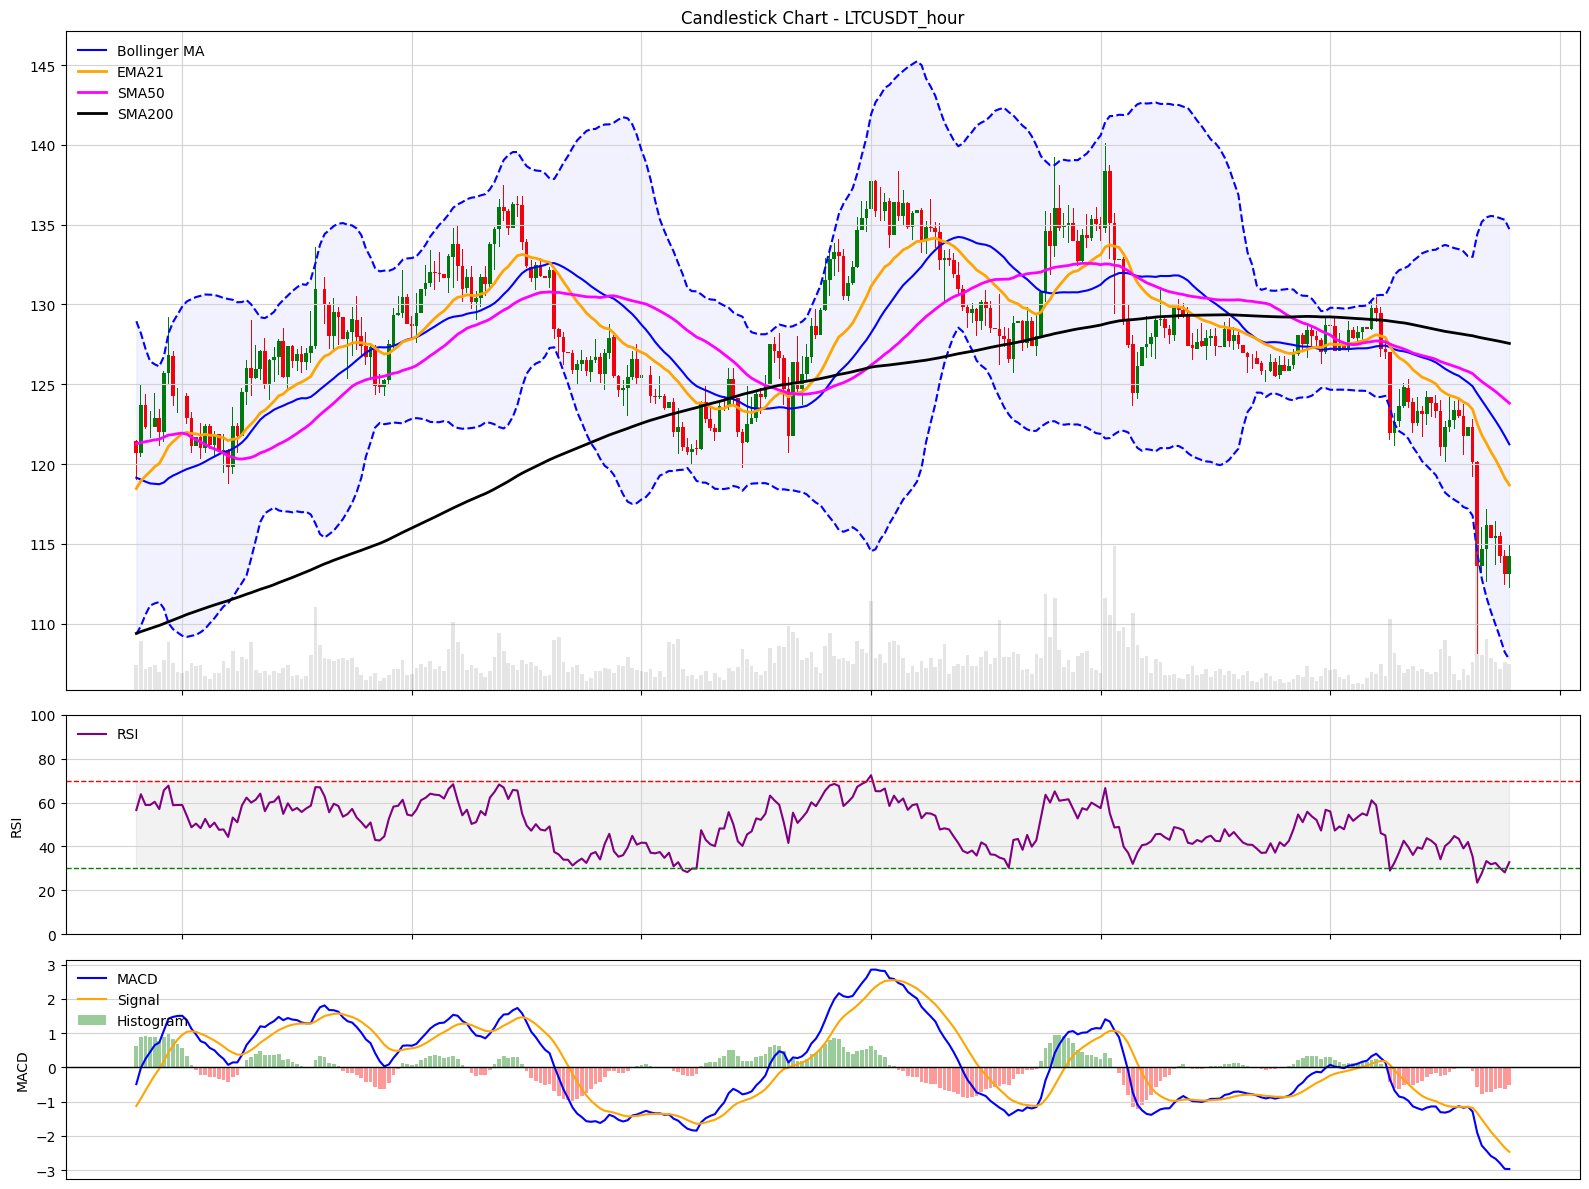 Candlestick Chart - LTCUSDT_hour
Bollinger MA
EMA21
SMA50
SMA200
145
140
135
130
125
120
115
110
RSI
100
80
60
40
20
0
RSI
MACD
Signal
Histogram
3
2
1
0
−1
−2
−3
MACD